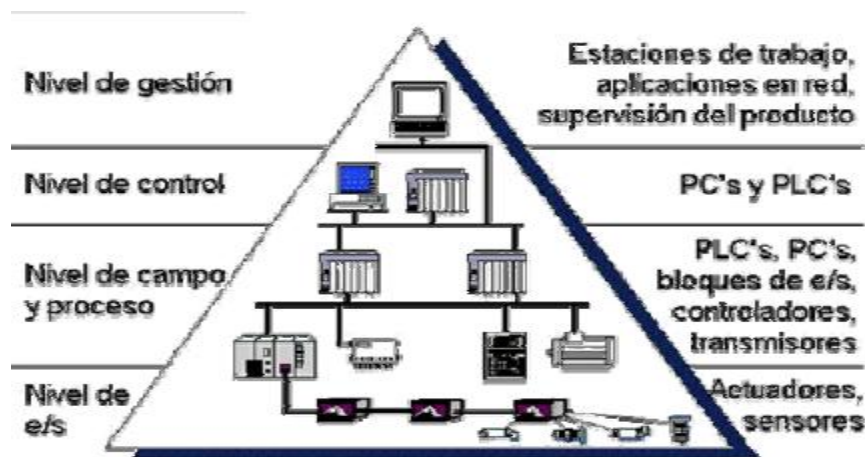 Nivel de gestión
Estaciones de trabajo,
aplicaciones en red,
supervisión del producto
Nivel de control
PC's y PLC's
Nivel de campo
y proceso
PLC's, PC's,
bloques de e/s,
controladores,
transmisores
Nivel de
e/s
Actuadores,
sensores